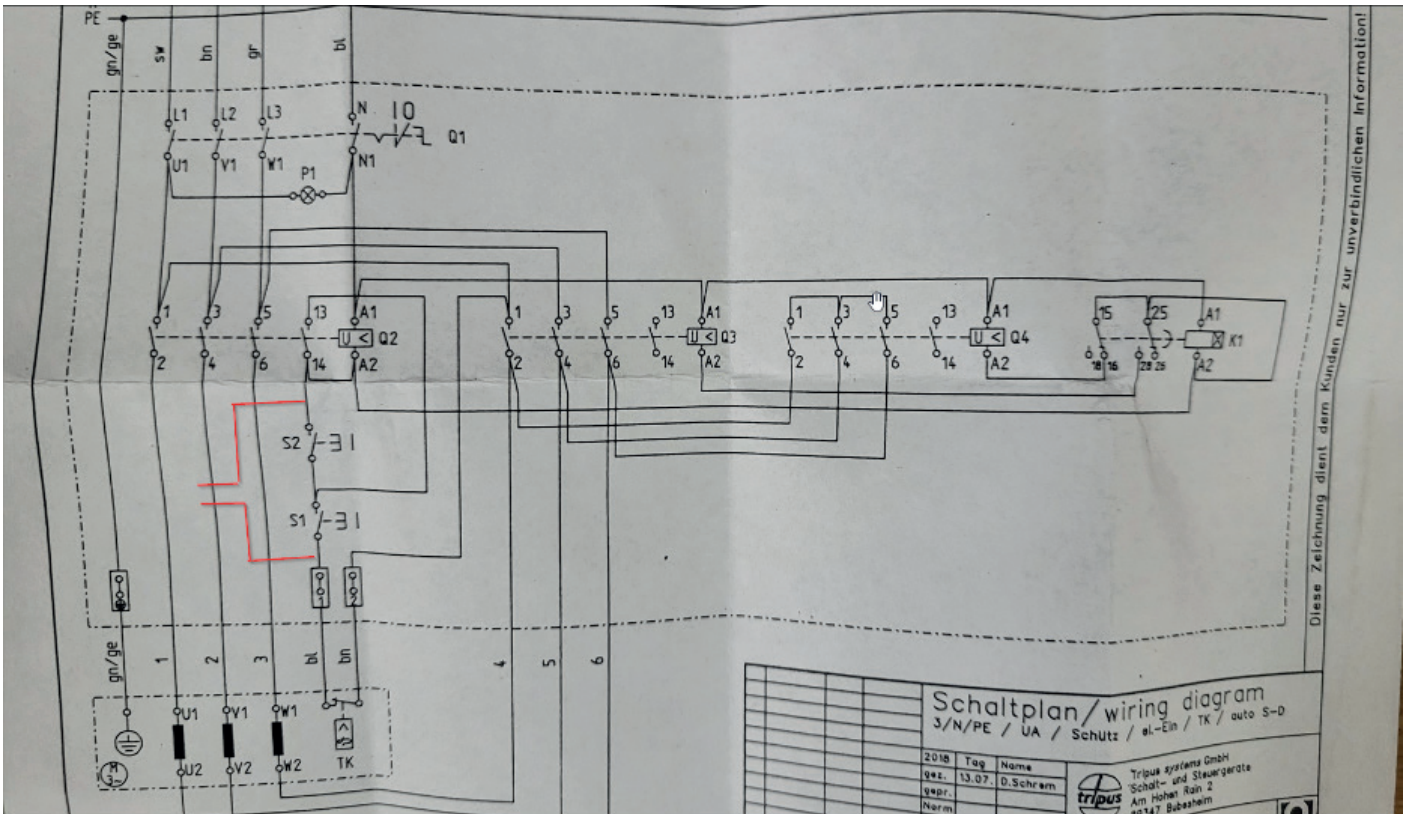 PE
gn/ge
sw
bn
gr
bl
L1 L2 L3 N I O
Q1
U1 V1 W1 N1
P1
1 3 5 13 A1
U < Q2
2 4 6 14 A2
1 3 5 13 A1
U < Q3
2 4 6 14 A2
1 3 5 13 A1
U < Q4
2 4 6 14 A2
15 25 A1
K1
18 16 28 26 A2
S2
S1
1 2
gn/ge
1
2
3
bl
bn
4
5
6
U1 V1 W1
M
3~
U2 V2 W2 TK
Schaltplan/wiring diagram
3/N/PE / UA / Schütz / el.-Ein / TK / auto S-D
2018 Tag Name
gez. 13.07. D.Schrem
gepr.
Norm
tripus
Tripus systems GmbH
Schalt- und Steuergeräte
Am Hohen Rain 2
Bubesheim
Diese Zeichnung dient dem Kunden nur zur unverbindlichen Information!